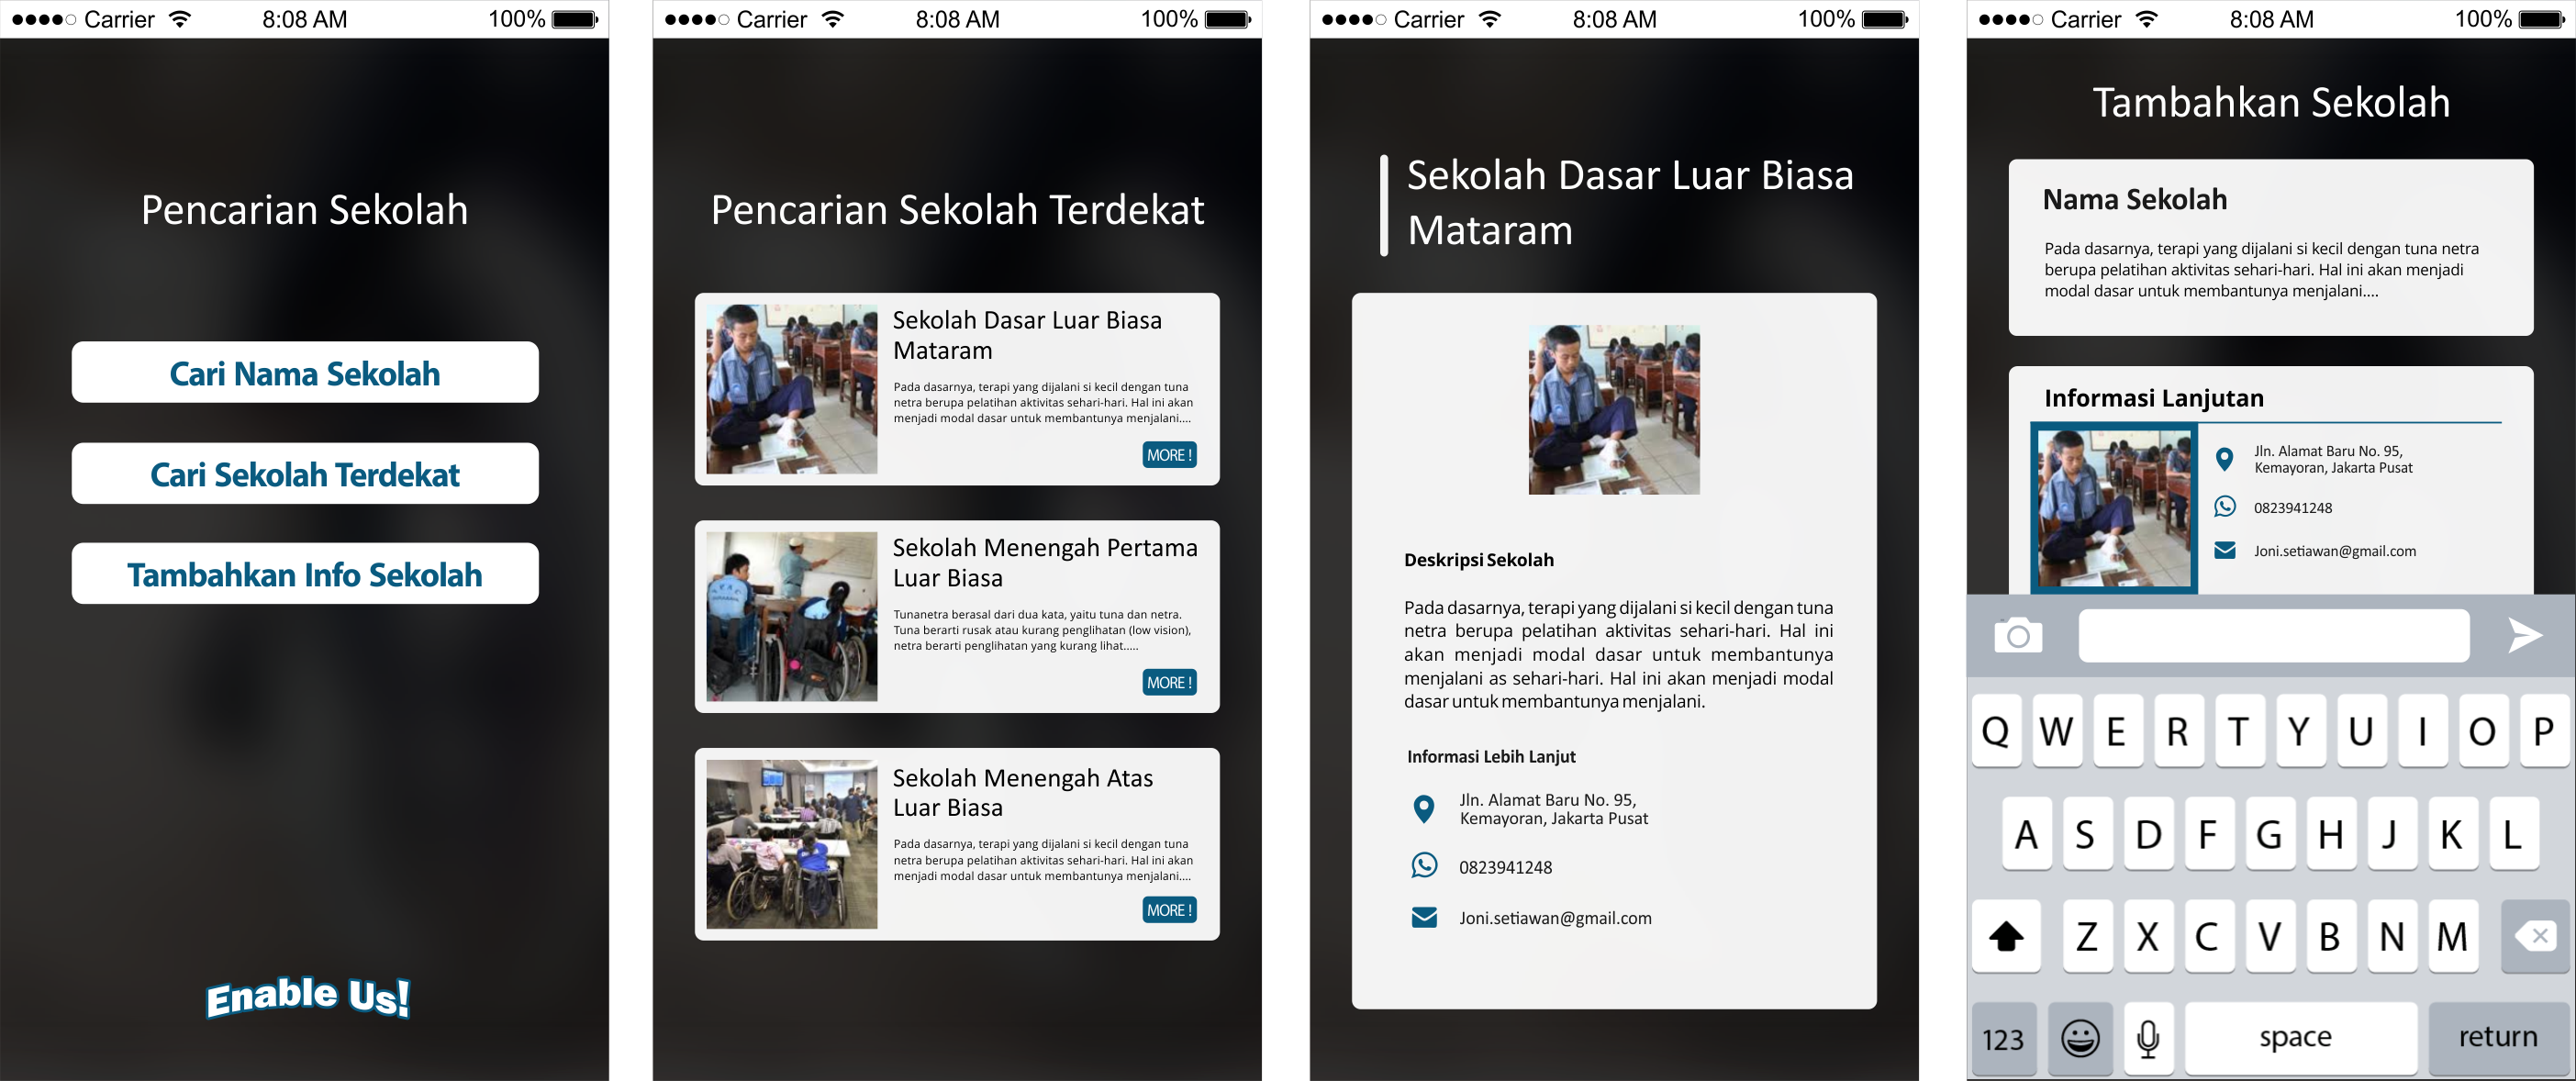 Carrier 8:08 AM 100%
Pencarian Sekolah
Cari Nama Sekolah
Cari Sekolah Terdekat
Tambahkan Info Sekolah
Enable Us!
Carrier 8:08 AM 100%
Pencarian Sekolah Terdekat
Sekolah Dasar Luar Biasa
Mataram
Pada dasarnya, terapi yang dijalani si kecil dengan tuna
netra berupa pelatihan aktivitas sehari-hari. Hal ini akan
menjadi modal dasar untuk membantunya menjalani....
MORE !
Sekolah Menengah Pertama
Luar Biasa
Tunanetra berasal dari dua kata, yaitu tuna dan netra.
Tuna berarti rusak atau kurang penglihatan (low vision),
netra berarti penglihatan yang kurang lihat.....
MORE !
Sekolah Menengah Atas
Luar Biasa
Pada dasarnya, terapi yang dijalani si kecil dengan tuna
netra berupa pelatihan aktivitas sehari-hari. Hal ini akan
menjadi modal dasar untuk membantunya menjalani....
MORE !
Carrier 8:08 AM 100%
Sekolah Dasar Luar Biasa
Mataram
Deskripsi Sekolah
Pada dasarnya, terapi yang dijalani si kecil dengan tuna
netra berupa pelatihan aktivitas sehari-hari. Hal ini
akan menjadi modal dasar untuk membantunya
menjalani as sehari-hari. Hal ini akan menjadi modal
dasar untuk membantunya menjalani.
Informasi Lebih Lanjut
Jln. Alamat Baru No. 95,
Kemayoran, Jakarta Pusat
0823941248
Joni.setiawan@gmail.com
Carrier 8:08 AM 100%
Tambahkan Sekolah
Nama Sekolah
Pada dasarnya, terapi yang dijalani si kecil dengan tuna netra
berupa pelatihan aktivitas sehari-hari. Hal ini akan menjadi
modal dasar untuk membantunya menjalani....
Informasi Lanjutan
Jln. Alamat Baru No. 95,
Kemayoran, Jakarta Pusat
0823941248
Joni.setiawan@gmail.com
Q W E R T Y U I O P
A S D F G H J K L
Z X C V B N M
123 space return